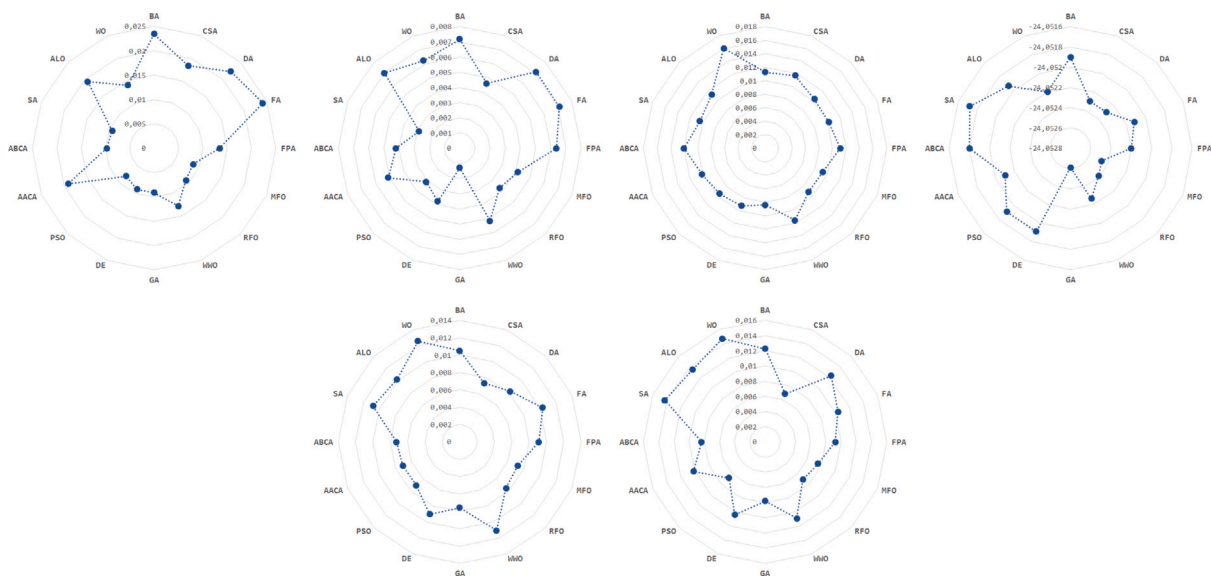 BA
CSA
DA
FA
FPA
MFO
RFO
WWO
GA
DE
PSO
AACA
ABCA
SA
ALO
WO
0,025
0,02
0,015
0,01
0,005
0
BA
CSA
DA
FA
FPA
MFO
RFO
WWO
GA
DE
PSO
AACA
ABCA
SA
ALO
WO
0,008
0,007
0,006
0,005
0,004
0,003
0,002
0,001
0
BA
CSA
DA
FA
FPA
MFO
RFO
WWO
GA
DE
PSO
AACA
ABCA
SA
ALO
WO
0,018
0,016
0,014
0,012
0,01
0,008
0,006
0,004
0,002
0
BA
CSA
DA
FA
FPA
MFO
RFO
WWO
GA
DE
PSO
AACA
ABCA
SA
ALO
WO
-24,0516
-24,0518
-24,052
-24,0522
-24,0524
-24,0526
-24,0528
BA
CSA
DA
FA
FPA
MFO
RFO
WWO
GA
DE
PSO
AACA
ABCA
SA
ALO
WO
0,014
0,012
0,01
0,008
0,006
0,004
0,002
0
BA
CSA
DA
FA
FPA
MFO
RFO
WWO
GA
DE
PSO
AACA
ABCA
SA
ALO
WO
0,016
0,014
0,012
0,01
0,008
0,006
0,004
0,002
0